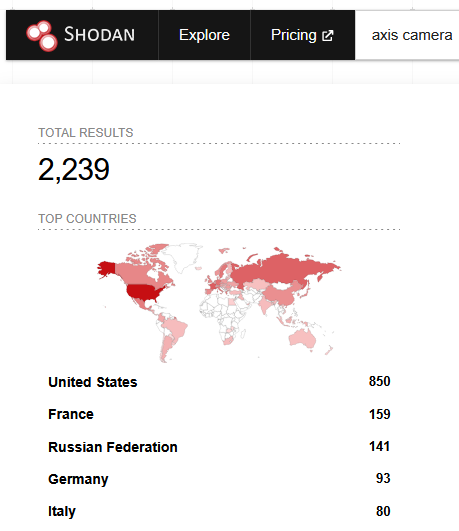 SHODAN Explore Pricing axis camera
TOTAL RESULTS
2,239
TOP COUNTRIES
United States 850
France 159
Russian Federation 141
Germany 93
Italy 80